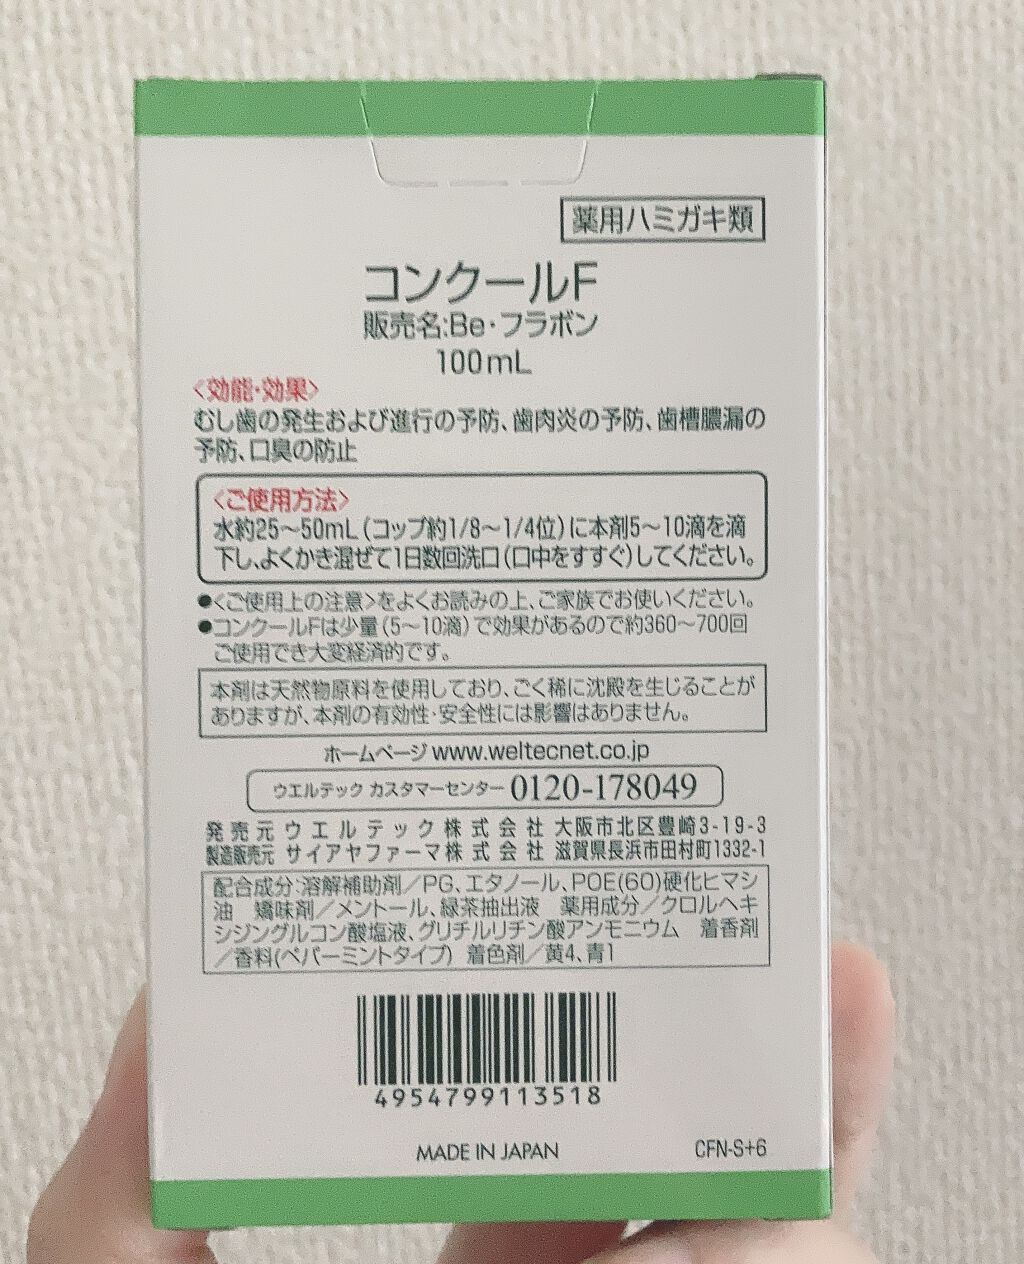 薬用ハミガキ類
コンクールF
販売名:Be・フラボン
100mL
<効能・効果>
むし歯の発生および進行の予防、歯肉炎の予防、歯槽膿漏の
予防、口臭の防止
<ご使用方法>
水約25～50mL(コップ約1/8～1/4位)に本剤5～10滴を滴
下し、よくかき混ぜて1日数回洗口(口中をすすぐ)してください。
●<ご使用上の注意>をよくお読みの上、ご家族でお使いください。
●コンクールFは少量(5～10滴)で効果があるので約360～700回
ご使用でき大変経済的です。
本剤は天然物原料を使用しており、ごく稀に沈殿を生じることが
ありますが、本剤の有効性・安全性には影響はありません。
ホームページ www.weltecnet.co.jp
ウエルテック カスタマーセンター 0120-178049
発売元 ウエルテック株式会社 大阪市北区豊崎3-19-3
製造販売元 サイアヤファーマ株式会社 滋賀県長浜市田村町1332-1
配合成分:溶解補助剤／PG、エタノール、POE(60)硬化ヒマシ
油 矯味剤／メントール、緑茶抽出液 薬用成分／クロルヘキ
シジングルコン酸塩液、グリチルリチン酸アンモニウム 着香剤
／香料(ペパーミントタイプ) 着色剤／黄4、青1
4954799113518
MADE IN JAPAN CFN-S+6